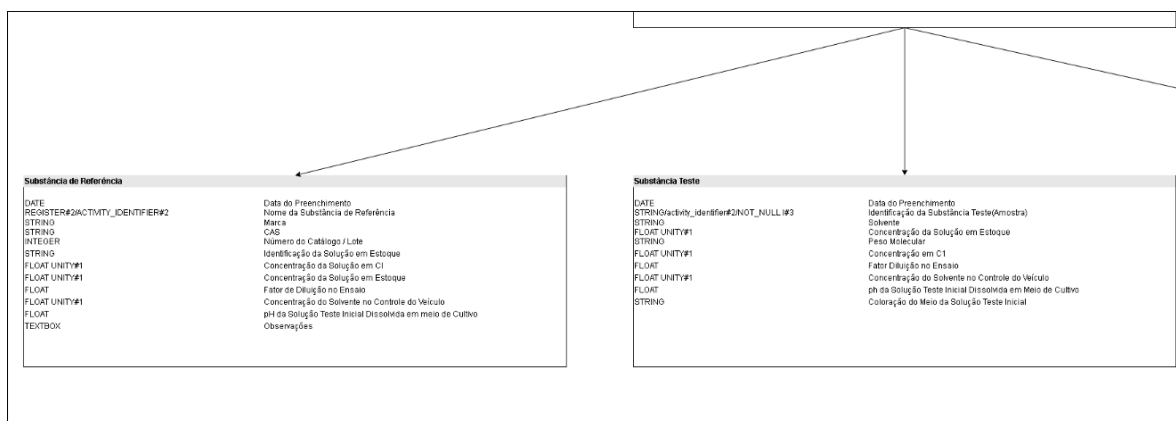 Substância de Referência
DATE Data do Preenchimento
REGISTER#2/ACTIVITY_IDENTIFIER#2 Nome da Substância de Referência
STRING Marca
STRING CAS
INTEGER Número do Catálogo / Lote
STRING Identificação da Solução em Estoque
FLOAT UNITY#1 Concentração da Solução em CI
FLOAT UNITY#1 Concentração da Solução em Estoque
FLOAT Fator de Diluição no Ensaio
FLOAT UNITY#1 Concentração do Solvente no Controle do Veículo
FLOAT pH da Solução Teste Inicial Dissolvida em meio de Cultivo
TEXTBOX Observações
Substância Teste
DATE Data do Preenchimento
STRING/activity_identifier#2/NOT_NULL I#3 Identificação da Substância Teste(Amostra)
STRING Solvente
FLOAT UNITY#1 Concentração da Solução em Estoque
STRING Peso Molecular
FLOAT UNITY#1 Concentração em C1
FLOAT Fator Diluição no Ensaio
FLOAT UNITY#1 Concentração do Solvente no Controle do Veículo
FLOAT ph da Solução Teste Inicial Dissolvida em Meio de Cultivo
STRING Coloração do Meio da Solução Teste Inicial